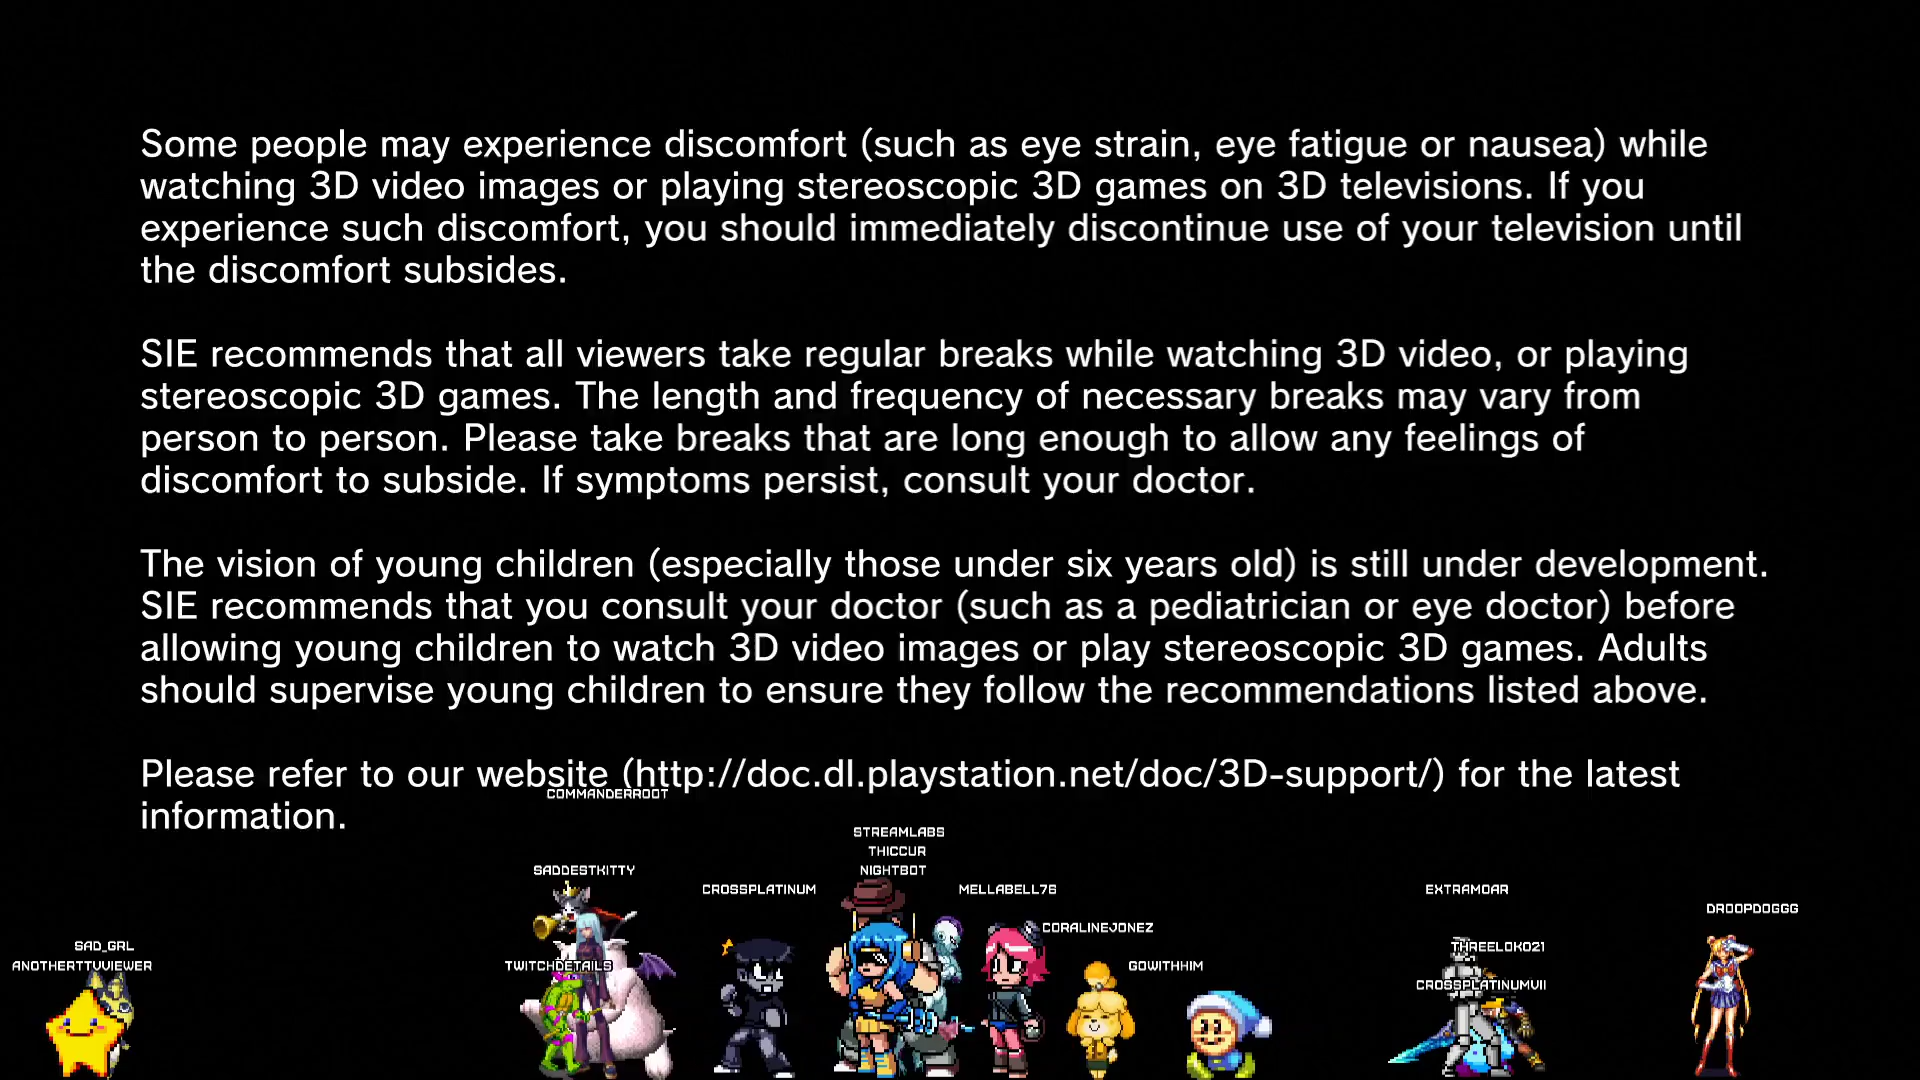 Some people may experience discomfort (such as eye strain, eye fatigue or nausea) while
watching 3D video images or playing stereoscopic 3D games on 3D televisions. If you
experience such discomfort, you should immediately discontinue use of your television until
the discomfort subsides.
SIE recommends that all viewers take regular breaks while watching 3D video, or playing
stereoscopic 3D games. The length and frequency of necessary breaks may vary from
person to person. Please take breaks that are long enough to allow any feelings of
discomfort to subside. If symptoms persist, consult your doctor.
The vision of young children (especially those under six years old) is still under development.
SIE recommends that you consult your doctor (such as a pediatrician or eye doctor) before
allowing young children to watch 3D video images or play stereoscopic 3D games. Adults
should supervise young children to ensure they follow the recommendations listed above.
Please refer to our website (http://doc.dl.playstation.net/doc/3D-support/) for the latest
information.
COMMANDERROOT
STREAMLABS
THICCUR
NIGHTBOT
SADDESTKITTY
CROSSPLATINUM
MELLABELL76
EXTRAMOAR
DROOPDOGGG
CORALINEJONEZ
SAD_GRL
THREELOKO21
ANOTHERTTVVIEWER
TWITCHDETAILS
GOWITHHIM
CROSSPLATINUMVII